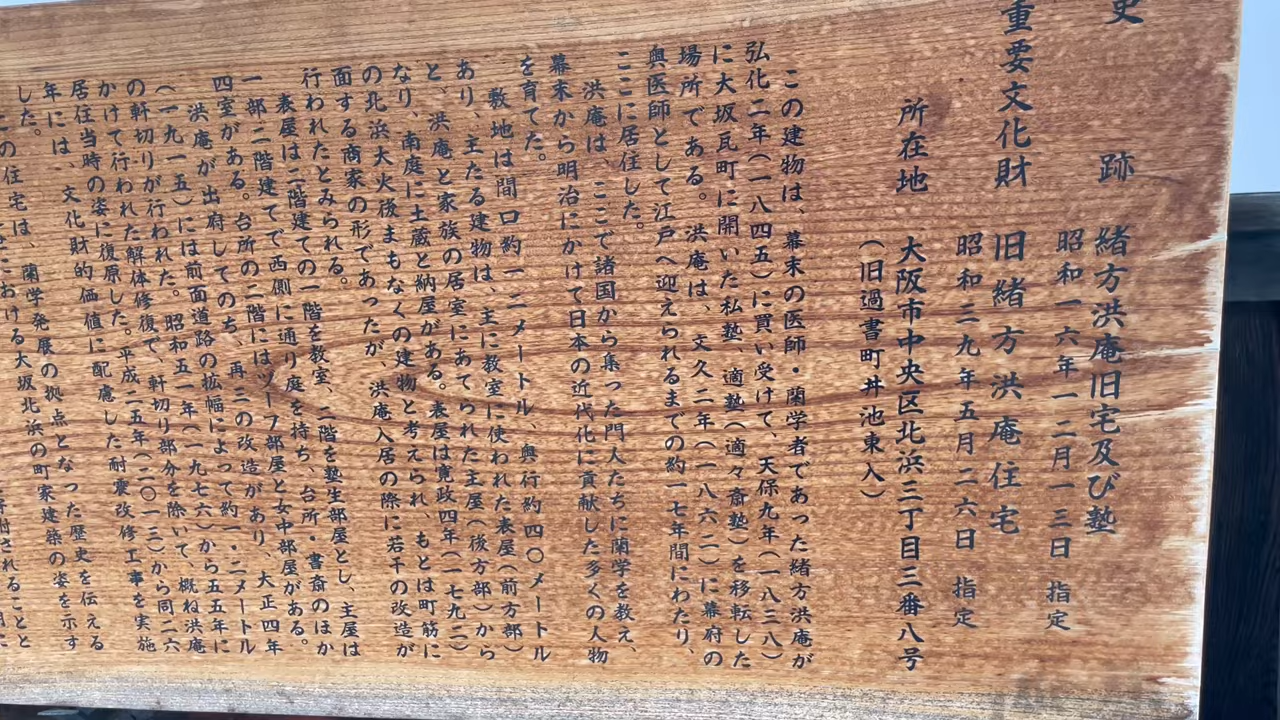 史　跡　緒方洪庵旧宅及び塾
昭和一六年一二月一三日　指定
重要文化財　旧緒方洪庵住宅
昭和三九年五月二六日　指定
所在地　大阪市中央区北浜三丁目三番八号
（旧過書町丼池東入）
この建物は、幕末の医師・蘭学者であった緒方洪庵が
弘化二年（一八四五）に買い受けて、天保九年（一八三八）
に大坂瓦町に開いた私塾、適塾（適々斎塾）を移転した
場所である。洪庵は、文久二年（一八六二）に幕府の
奥医師として江戸へ迎えられるまでの約一七年間にわたり、
ここに居住した。
洪庵は、ここで諸国から集った門人たちに蘭学を教え、
幕末から明治にかけて日本の近代化に貢献した多くの人物
を育てた。
敷地は間口約一二メートル、奥行約四〇メートル
あり、主たる建物は、主に教室に使われた表屋（前方部）
と、洪庵と家族の居室にあてられた主屋（後方部）から
なり、南庭に土蔵と納屋がある。表屋は寛政四年（一七九二）
の北浜大火後まもなくの建物と考えられ、もとは町筋に
面する商家の形であったが、洪庵入居の際に若干の改造が
行われたとみられる。
表屋は二階建ての一階を教室、二階を塾生部屋とし、主屋は
一部二階建てで西側に通り庭を持ち、台所・書斎のほか
四室がある。台所の二階にはヅーフ部屋と女中部屋がある。
洪庵が出府してのち、再三の改造があり、大正四年
（一九一五）には前面道路の拡幅によって約一・二メートル
の軒切りが行われた。昭和五一年（一九七六）から五五年に
かけて行われた解体修復で、軒切り部分を除いて、概ね洪庵
居住当時の姿に復原した。平成二五年（二〇一三）から同二六
年には、文化財的価値に配慮した耐震改修工事を実施
した。
この住宅は、蘭学発展の拠点となった歴史を伝える
における大坂北浜の町家建築の姿を示す
寄附されることと